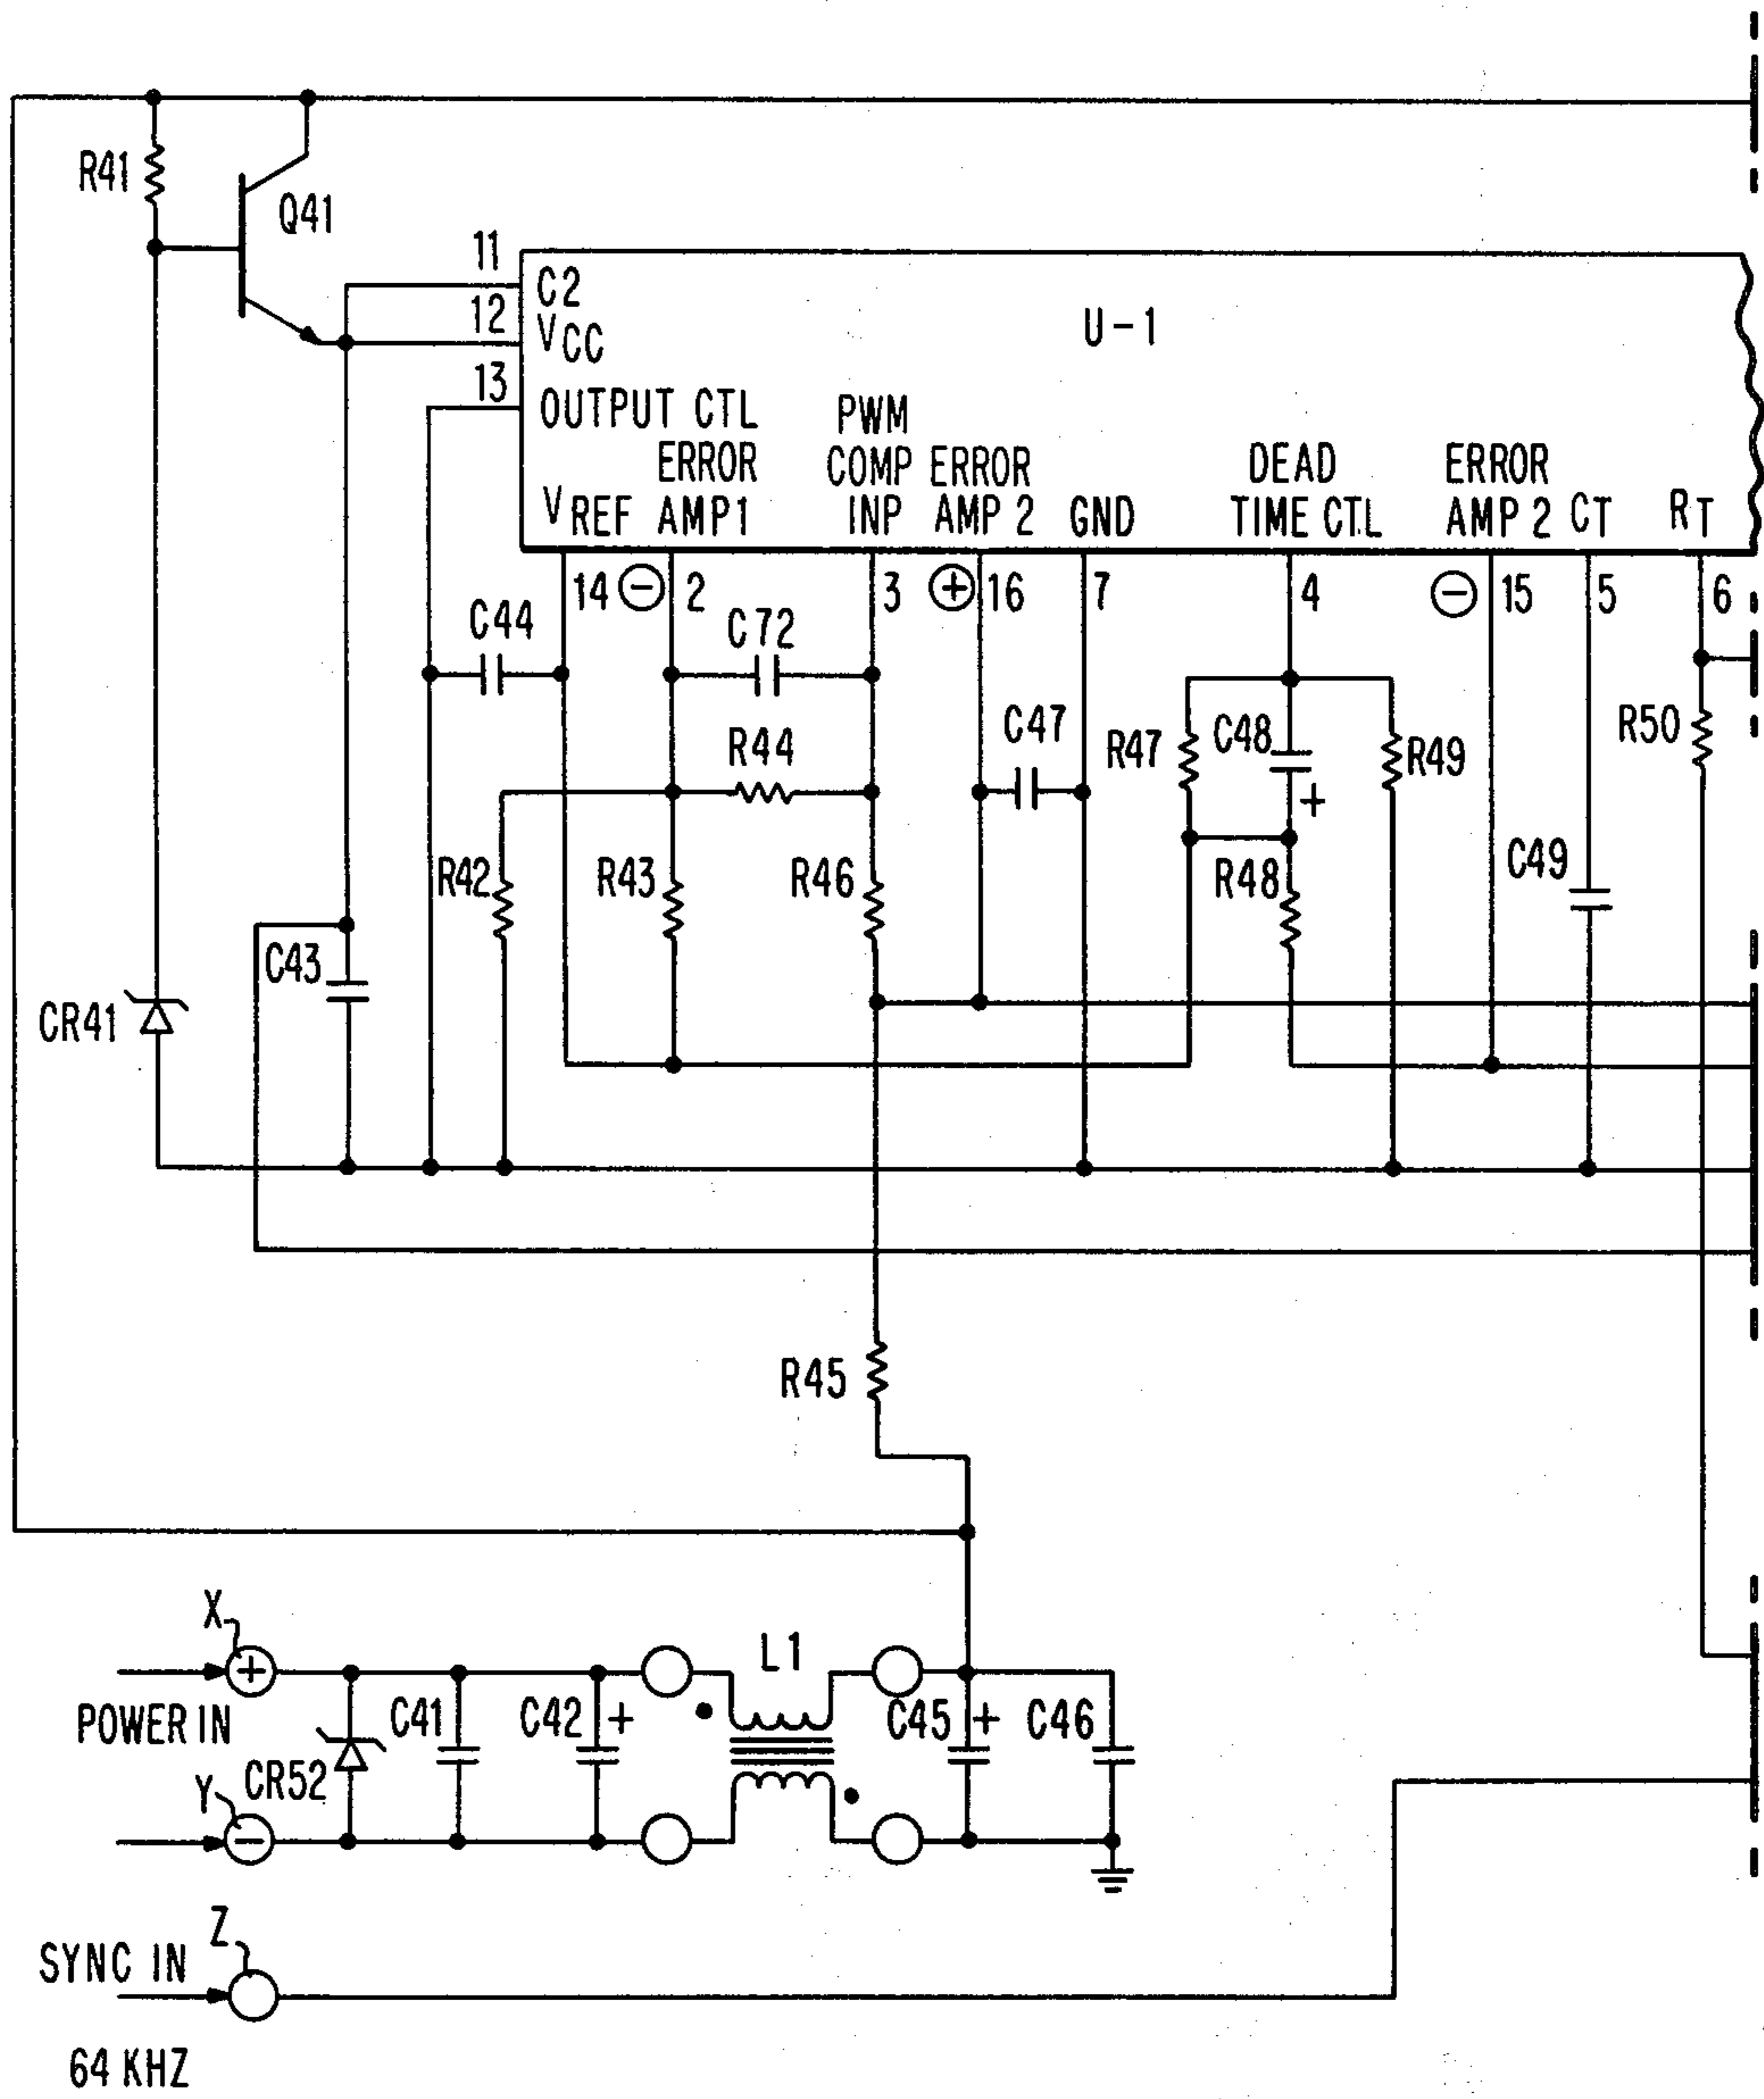 R41
Q41
11
C2
12
VCC
13
OUTPUT CTL
U-1
PWM
ERROR
COMP
ERROR
DEAD
ERROR
VREF
AMP1
INP
AMP 2
GND
TIME CTL
AMP 2
CT
RT
14
−
2
3
+
16
7
4
−
15
5
6
C44
C72
C47
R47
C48
R49
R50
+
R44
R42
R43
R46
R48
C49
C43
CR41
R45
X
L1
+
POWER IN
C41
C42 +
C45 +
C46
Y
CR52
−
Z
SYNC IN
64 KHZ